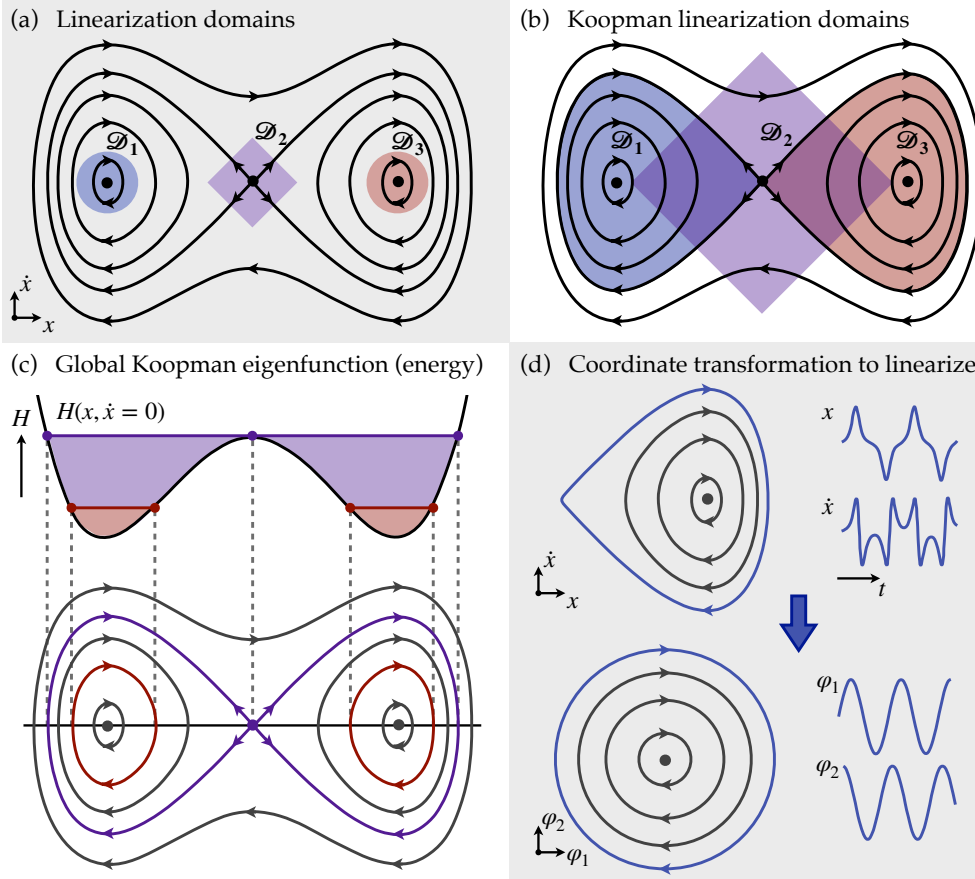 (a) Linearization domains
𝒟₁
𝒟₂
𝒟₃
ẋ
x
(b) Koopman linearization domains
𝒟₁
𝒟₂
𝒟₃
(c) Global Koopman eigenfunction (energy)
H
H(x, ẋ = 0)
(d) Coordinate transformation to linearize
x
ẋ
t
ẋ
x
φ₁
φ₂
φ₂
φ₁